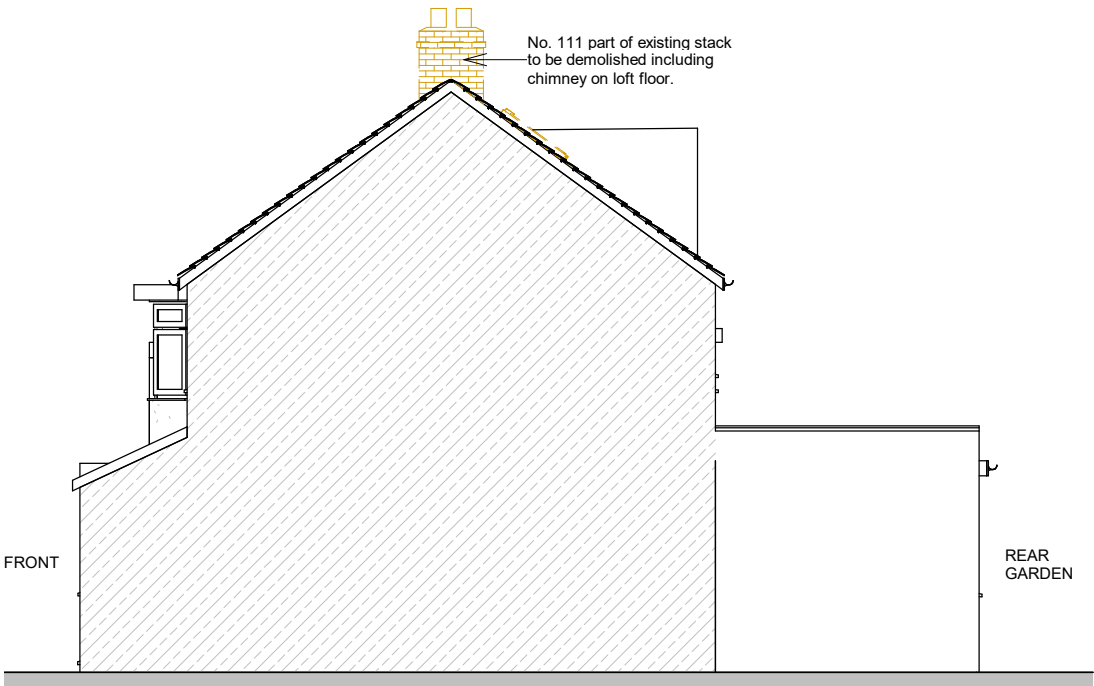 No. 111 part of existing stack
to be demolished including
chimney on loft floor.
FRONT
REAR
GARDEN